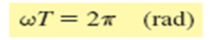 ωT = 2π (rad)